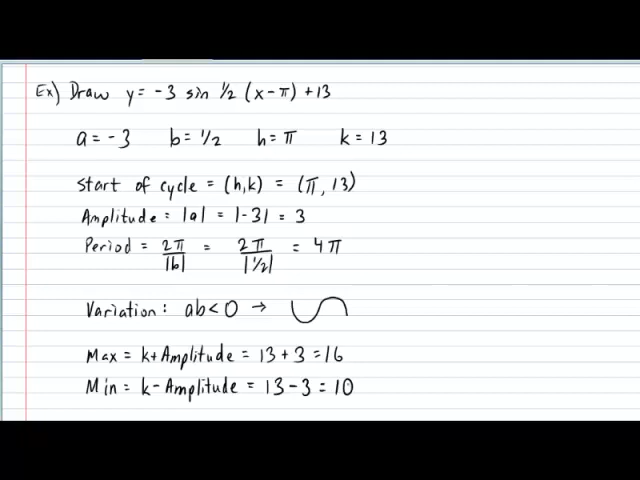 Ex) Draw y = -3 sin 1/2 (x - π) + 13
a = -3 b = 1/2 h = π k = 13
Start of cycle = (h,k) = (π, 13)
Amplitude = |a| = |-3| = 3
Period = 2π/|b| = 2π/|1/2| = 4π
Variation: ab < 0 →
Max = k + Amplitude = 13 + 3 = 16
Min = k - Amplitude = 13 - 3 = 10